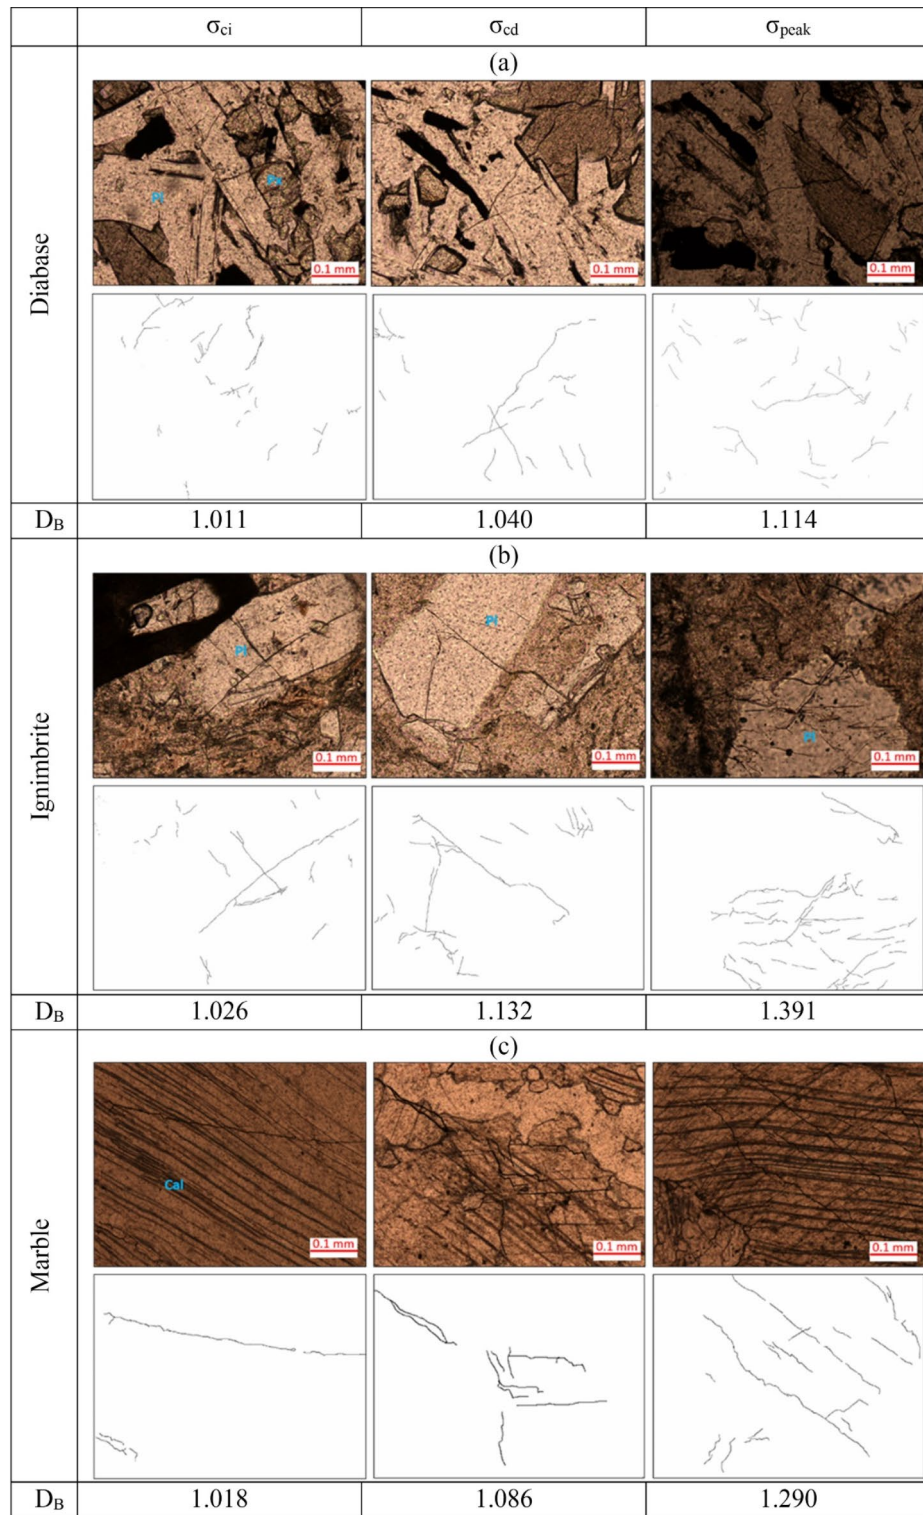 σci σcd σpeak
Diabase
(a)
Pl Px 0.1 mm 0.1 mm 0.1 mm
DB 1.011 1.040 1.114
Ignimbrite
(b)
Pl 0.1 mm Pl 0.1 mm Pl 0.1 mm
DB 1.026 1.132 1.391
Marble
(c)
Cal 0.1 mm 0.1 mm 0.1 mm
DB 1.018 1.086 1.290